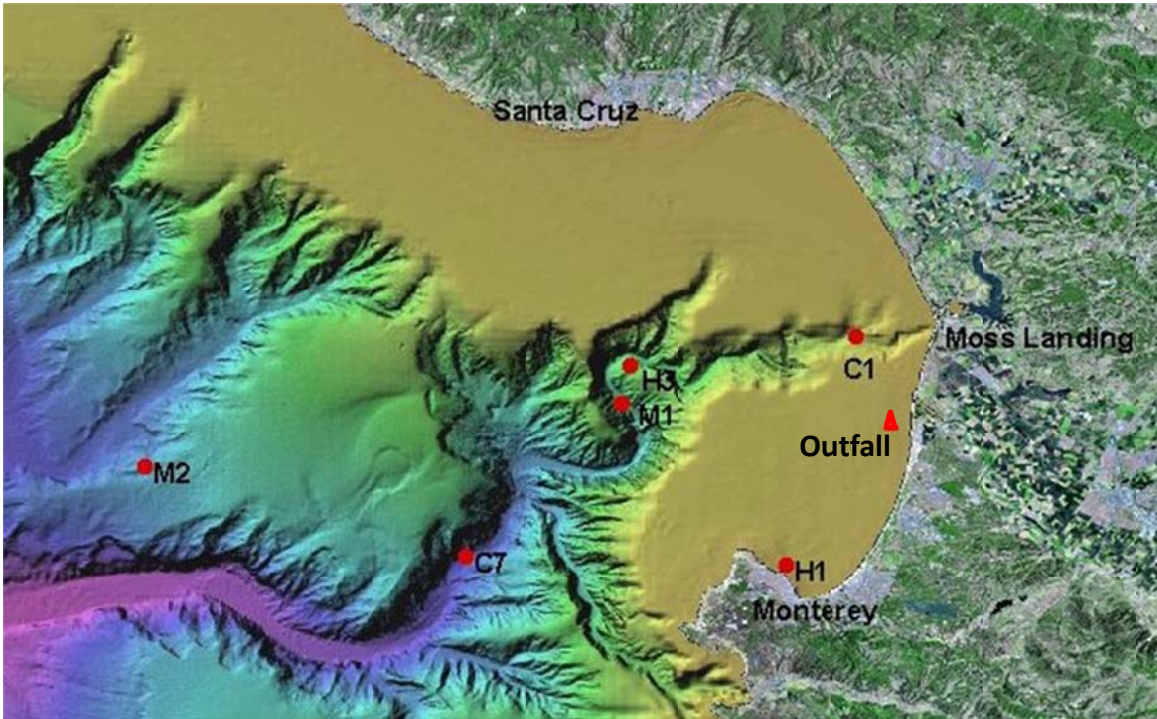 Santa Cruz
Moss Landing
C1
H3
M1
Outfall
M2
C7
H1
Monterey